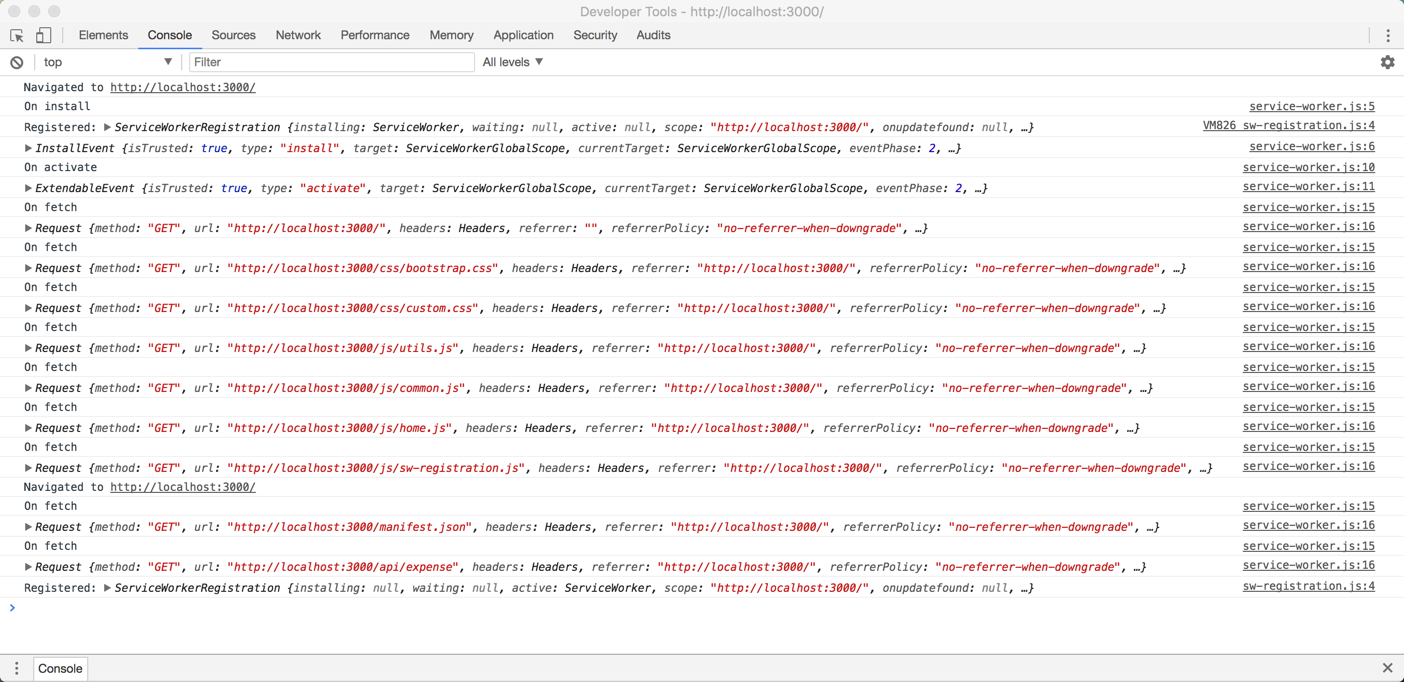 Developer Tools - http://localhost:3000/
Elements Console Sources Network Performance Memory Application Security Audits
top Filter All levels
Navigated to http://localhost:3000/
On install service-worker.js:5
Registered: ServiceWorkerRegistration {installing: ServiceWorker, waiting: null, active: null, scope: "http://localhost:3000/", onupdatefound: null, …} VM826 sw-registration.js:4
InstallEvent {isTrusted: true, type: "install", target: ServiceWorkerGlobalScope, currentTarget: ServiceWorkerGlobalScope, eventPhase: 2, …} service-worker.js:6
On activate service-worker.js:10
ExtendableEvent {isTrusted: true, type: "activate", target: ServiceWorkerGlobalScope, currentTarget: ServiceWorkerGlobalScope, eventPhase: 2, …} service-worker.js:11
On fetch service-worker.js:15
Request {method: "GET", url: "http://localhost:3000/", headers: Headers, referrer: "", referrerPolicy: "no-referrer-when-downgrade", …} service-worker.js:16
On fetch service-worker.js:15
Request {method: "GET", url: "http://localhost:3000/css/bootstrap.css", headers: Headers, referrer: "http://localhost:3000/", referrerPolicy: "no-referrer-when-downgrade", …} service-worker.js:16
On fetch service-worker.js:15
Request {method: "GET", url: "http://localhost:3000/css/custom.css", headers: Headers, referrer: "http://localhost:3000/", referrerPolicy: "no-referrer-when-downgrade", …} service-worker.js:16
On fetch service-worker.js:15
Request {method: "GET", url: "http://localhost:3000/js/utils.js", headers: Headers, referrer: "http://localhost:3000/", referrerPolicy: "no-referrer-when-downgrade", …} service-worker.js:16
On fetch service-worker.js:15
Request {method: "GET", url: "http://localhost:3000/js/common.js", headers: Headers, referrer: "http://localhost:3000/", referrerPolicy: "no-referrer-when-downgrade", …} service-worker.js:16
On fetch service-worker.js:15
Request {method: "GET", url: "http://localhost:3000/js/home.js", headers: Headers, referrer: "http://localhost:3000/", referrerPolicy: "no-referrer-when-downgrade", …} service-worker.js:16
On fetch service-worker.js:15
Request {method: "GET", url: "http://localhost:3000/js/sw-registration.js", headers: Headers, referrer: "http://localhost:3000/", referrerPolicy: "no-referrer-when-downgrade", …} service-worker.js:16
Navigated to http://localhost:3000/
On fetch service-worker.js:15
Request {method: "GET", url: "http://localhost:3000/manifest.json", headers: Headers, referrer: "http://localhost:3000/", referrerPolicy: "no-referrer-when-downgrade", …} service-worker.js:16
On fetch service-worker.js:15
Request {method: "GET", url: "http://localhost:3000/api/expense", headers: Headers, referrer: "http://localhost:3000/", referrerPolicy: "no-referrer-when-downgrade", …} service-worker.js:16
Registered: ServiceWorkerRegistration {installing: null, waiting: null, active: ServiceWorker, scope: "http://localhost:3000/", onupdatefound: null, …} sw-registration.js:4
Console